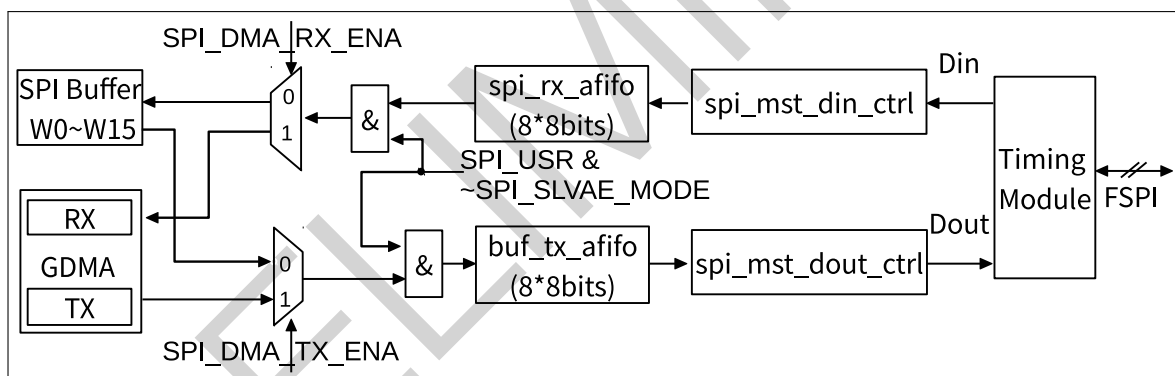 SPI_DMA_RX_ENA
SPI Buffer
W0~W15
0
1
&
spi_rx_afifo
(8*8bits)
spi_mst_din_ctrl
Din
Timing
Module
FSPI
SPI_USR &
~SPI_SLVAE_MODE
RX
GDMA
TX
0
1
&
buf_tx_afifo
(8*8bits)
spi_mst_dout_ctrl
Dout
SPI_DMA_TX_ENA
ELIM